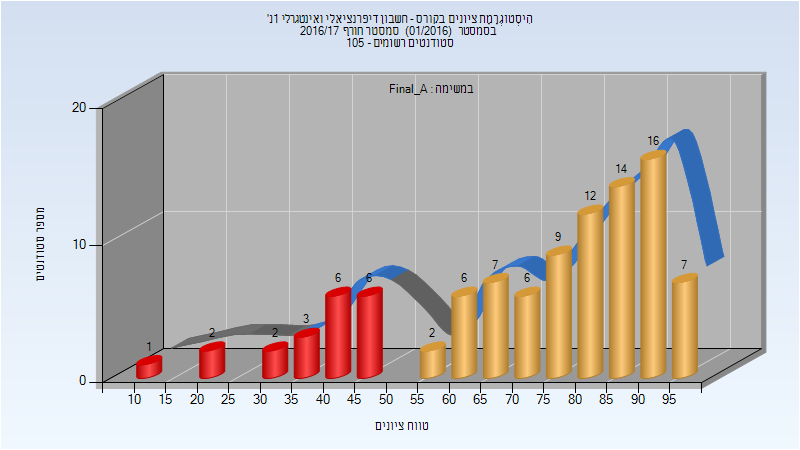 הִיסְטוֹגְרָמַת ציונים בקורס - חשבון דיפרנציאלי ואינטגרלי 1נ'
בסמסטר (01/2016) סמסטר חורף 2016/17
סטודנטים רשומים - 105
במשימה : Final_A
מספר סטודנטים
20
10
0
1
2
2
3
6
6
2
6
7
6
9
12
14
16
7
10 15 20 25 30 35 40 45 50 55 60 65 70 75 80 85 90 95
טווח ציונים